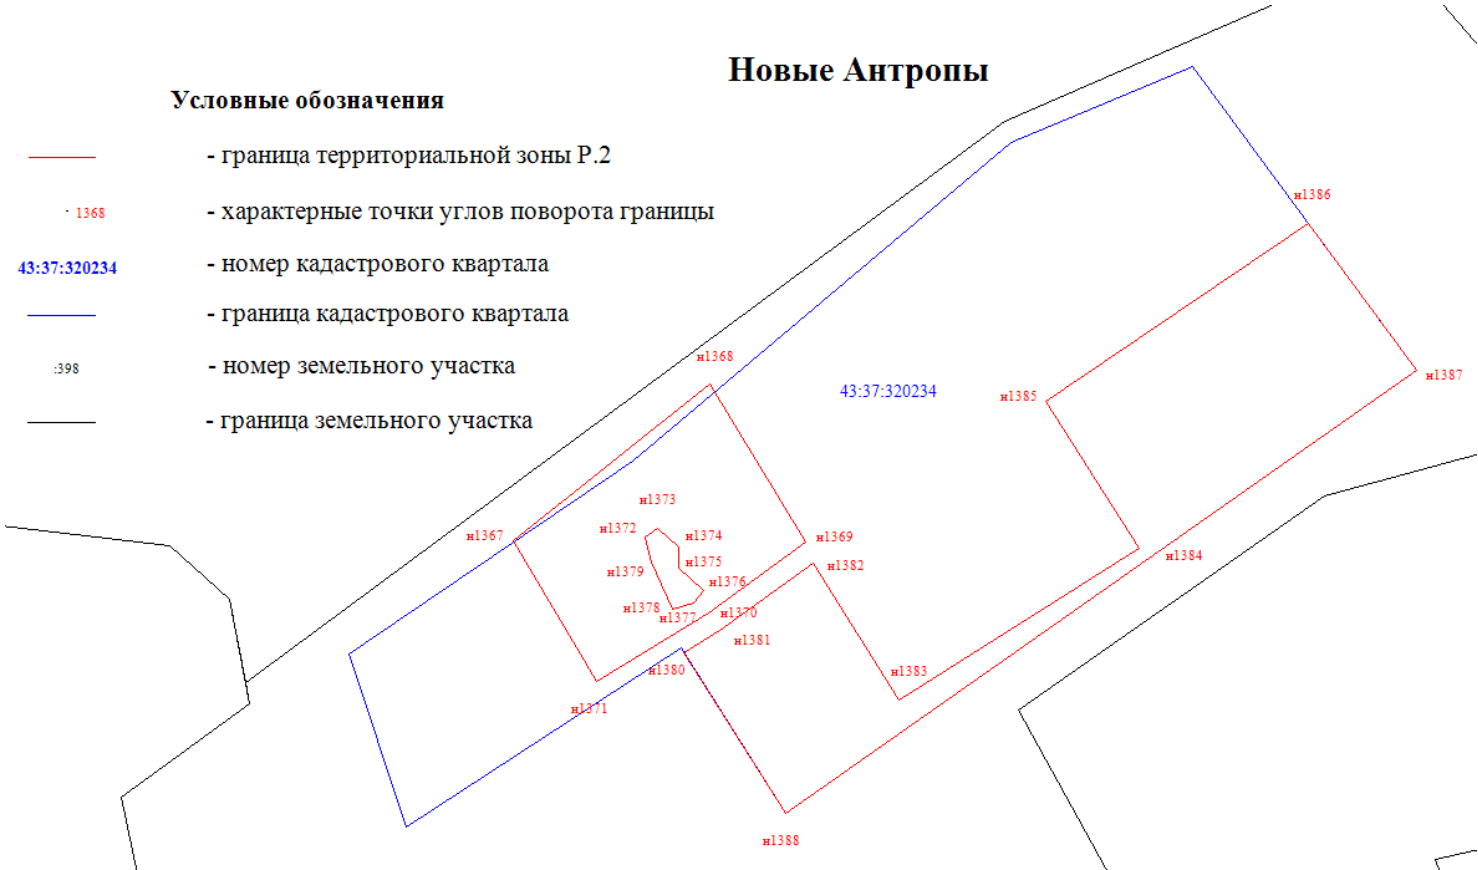 Новые Антропы
Условные обозначения
- граница территориальной зоны Р.2
· 1368 - характерные точки углов поворота границы
43:37:320234 - номер кадастрового квартала
- граница кадастрового квартала
:398 - номер земельного участка
- граница земельного участка
н1386
н1368
н1387
43:37:320234
н1385
н1373
н1372
н1374
н1367
н1369
н1384
н1375
н1382
н1379
н1376
н1378
н1377
н1370
н1381
н1380
н1383
н1371
н1388